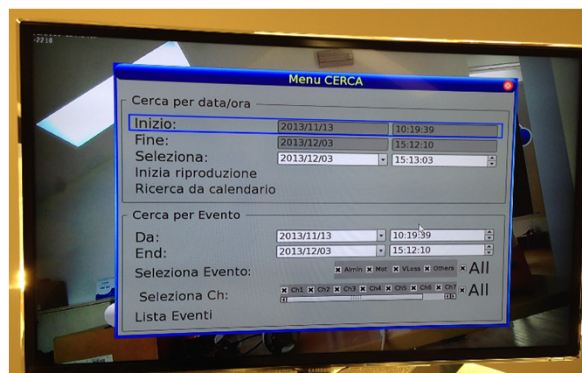 -2210
Menu CERCA
Cerca per data/ora
Inizio: 2013/11/13 10:19:39
Fine: 2013/12/03 15:12:10
Seleziona: 2013/12/03 15:13:03
Inizia riproduzione
Ricerca da calendario
Cerca per Evento
Da: 2013/11/13 10:19:39
End: 2013/12/03 15:12:10
Seleziona Evento: Almin Mot VLoss Others All
Seleziona Ch: Ch1 Ch2 Ch3 Ch4 Ch5 Ch6 Ch7 All
Lista Eventi